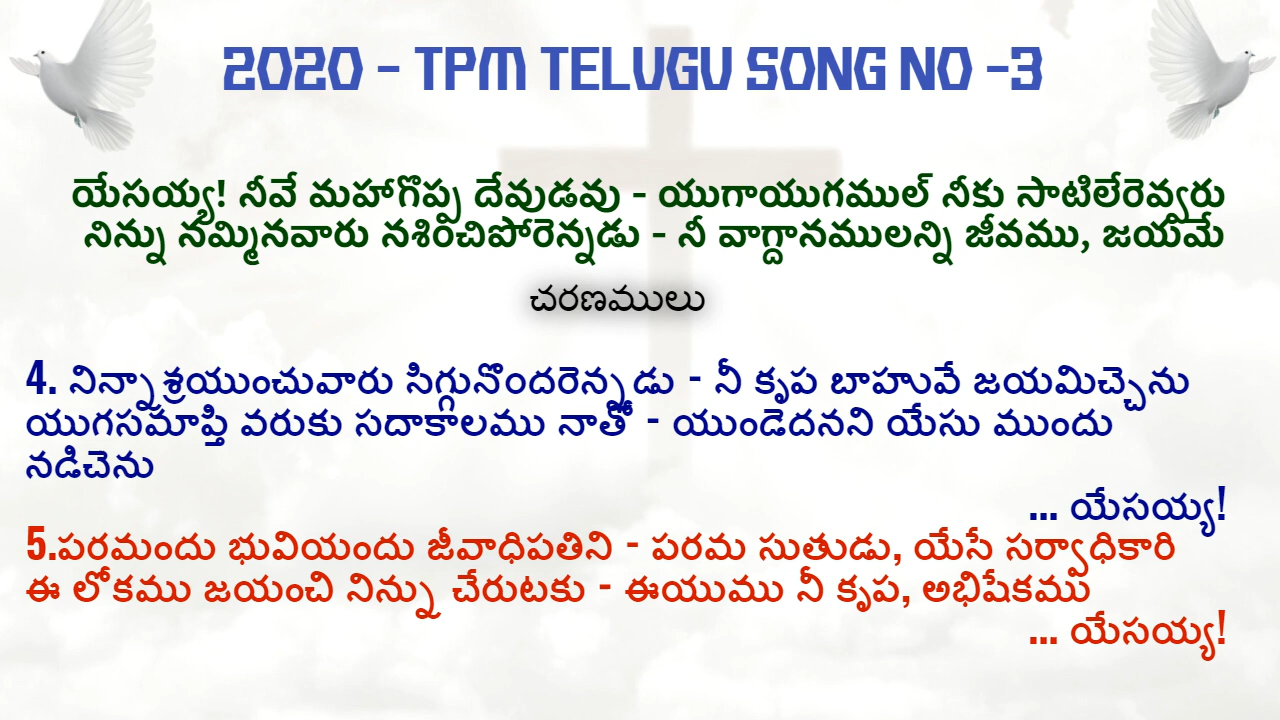 2020 - TPM TELUGU SONG NO -3
యేసయ్య! నీవే మహాగొప్ప దేవుడవు - యుగాయుగముల్ నీకు సాటిలేరెవ్వరు
నిన్ను నమ్మినవారు నశించిపోరెన్నడు - నీ వాగ్దానములన్ని జీవము, జయమే
చరణములు
4. నిన్నాశ్రయుంచువారు సిగ్గునొందరెన్నడు - నీ కృప బాహువే జయమిచ్చెను
యుగసమాప్తి వరుకు సదాకాలము నాతో - యుండెదనని యేసు ముందు
నడిచెను
... యేసయ్య!
5.పరమందు భువియందు జీవాధిపతిని - పరమ సుతుడు, యేసే సర్వాధికారి
ఈ లోకము జయంచి నిన్ను చేరుటకు - ఈయుము నీ కృప, అభిషేకము
... యేసయ్య!